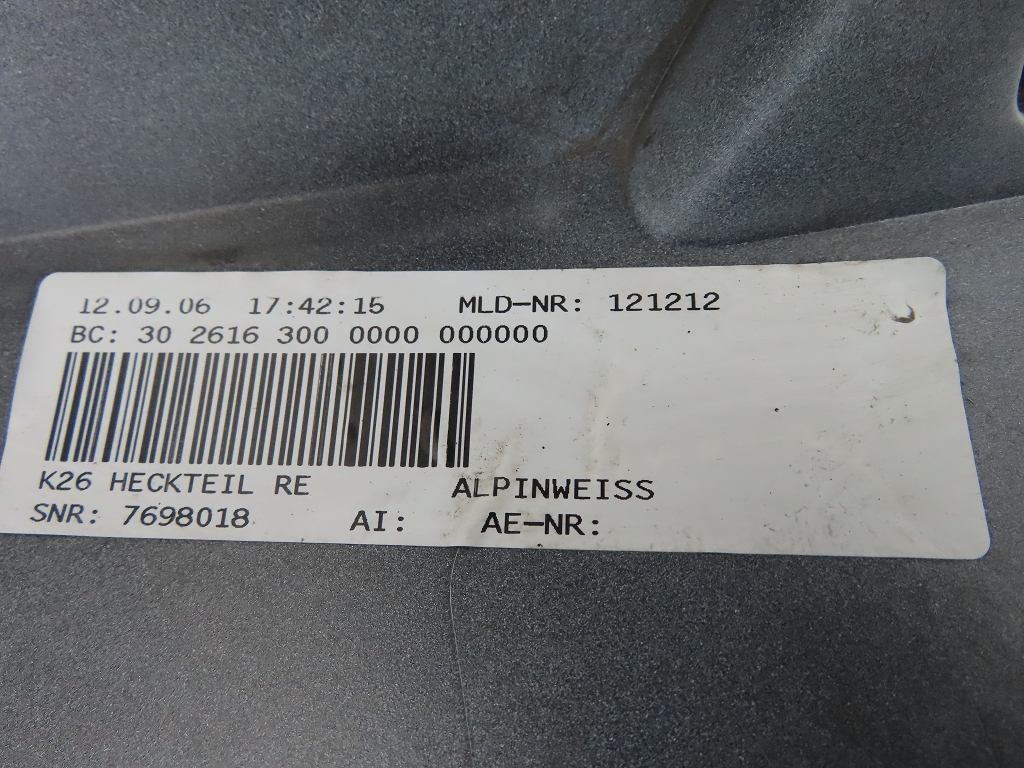 12.09.06 17:42:15 MLD-NR: 121212
BC: 30 2616 300 0000 000000
K26 HECKTEIL RE ALPINWEISS
SNR: 7698018 AI: AE-NR: